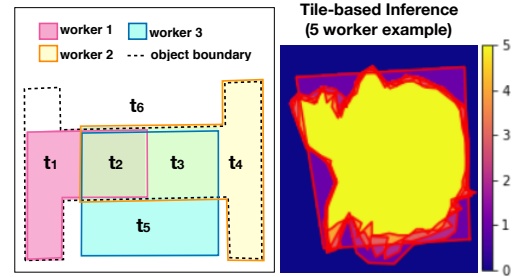 worker 1
worker 3
worker 2
object boundary
t6
t1
t2
t3
t4
t5
Tile-based Inference
(5 worker example)
5
4
3
2
1
0